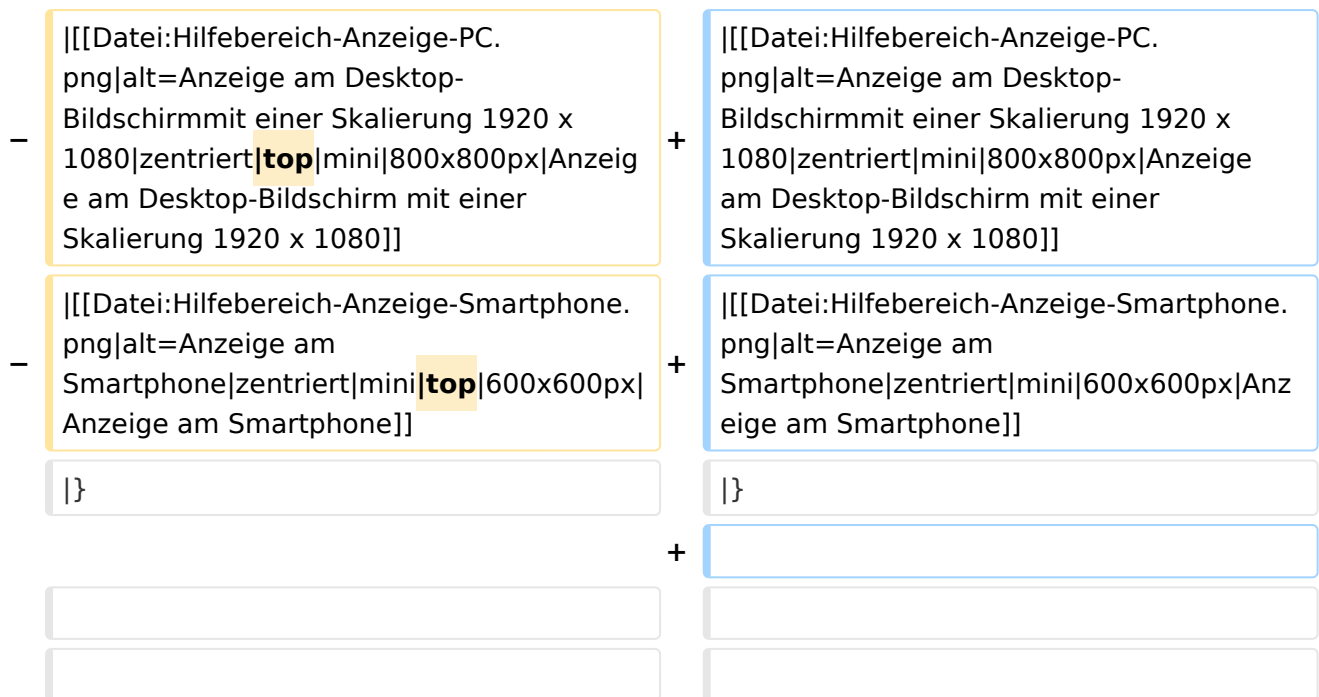 |[[Datei:Hilfebereich-Anzeige-PC.
png|alt=Anzeige am Desktop-
Bildschirmmit einer Skalierung 1920 x
− 1080|zentriert|top|mini|800x800px|Anzeig
e am Desktop-Bildschirm mit einer
Skalierung 1920 x 1080]]
|[[Datei:Hilfebereich-Anzeige-PC.
png|alt=Anzeige am Desktop-
Bildschirmmit einer Skalierung 1920 x
+ 1080|zentriert|mini|800x800px|Anzeige
am Desktop-Bildschirm mit einer
Skalierung 1920 x 1080]]
|[[Datei:Hilfebereich-Anzeige-Smartphone.
png|alt=Anzeige am
− Smartphone|zentriert|mini|top|600x600px|
Anzeige am Smartphone]]
|[[Datei:Hilfebereich-Anzeige-Smartphone.
png|alt=Anzeige am
+ Smartphone|zentriert|mini|600x600px|Anz
eige am Smartphone]]
|}
|}
+